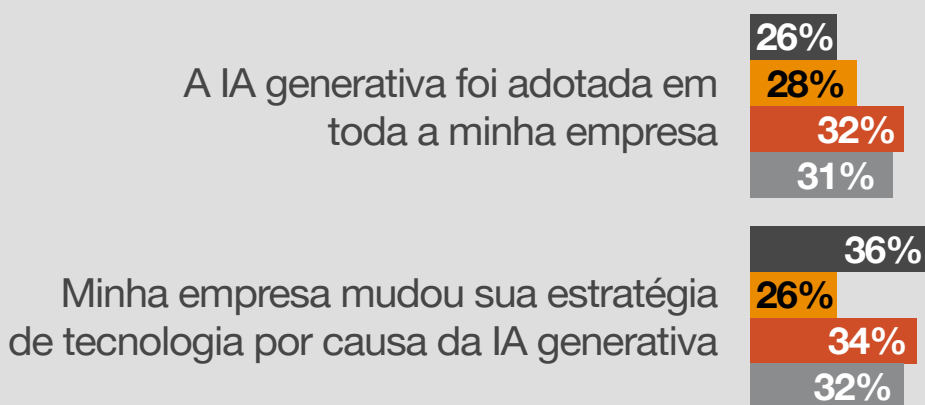 26%
A IA generativa foi adotada em
28%
toda a minha empresa
32%
31%
36%
Minha empresa mudou sua estratégia
26%
de tecnologia por causa da IA generativa
34%
32%